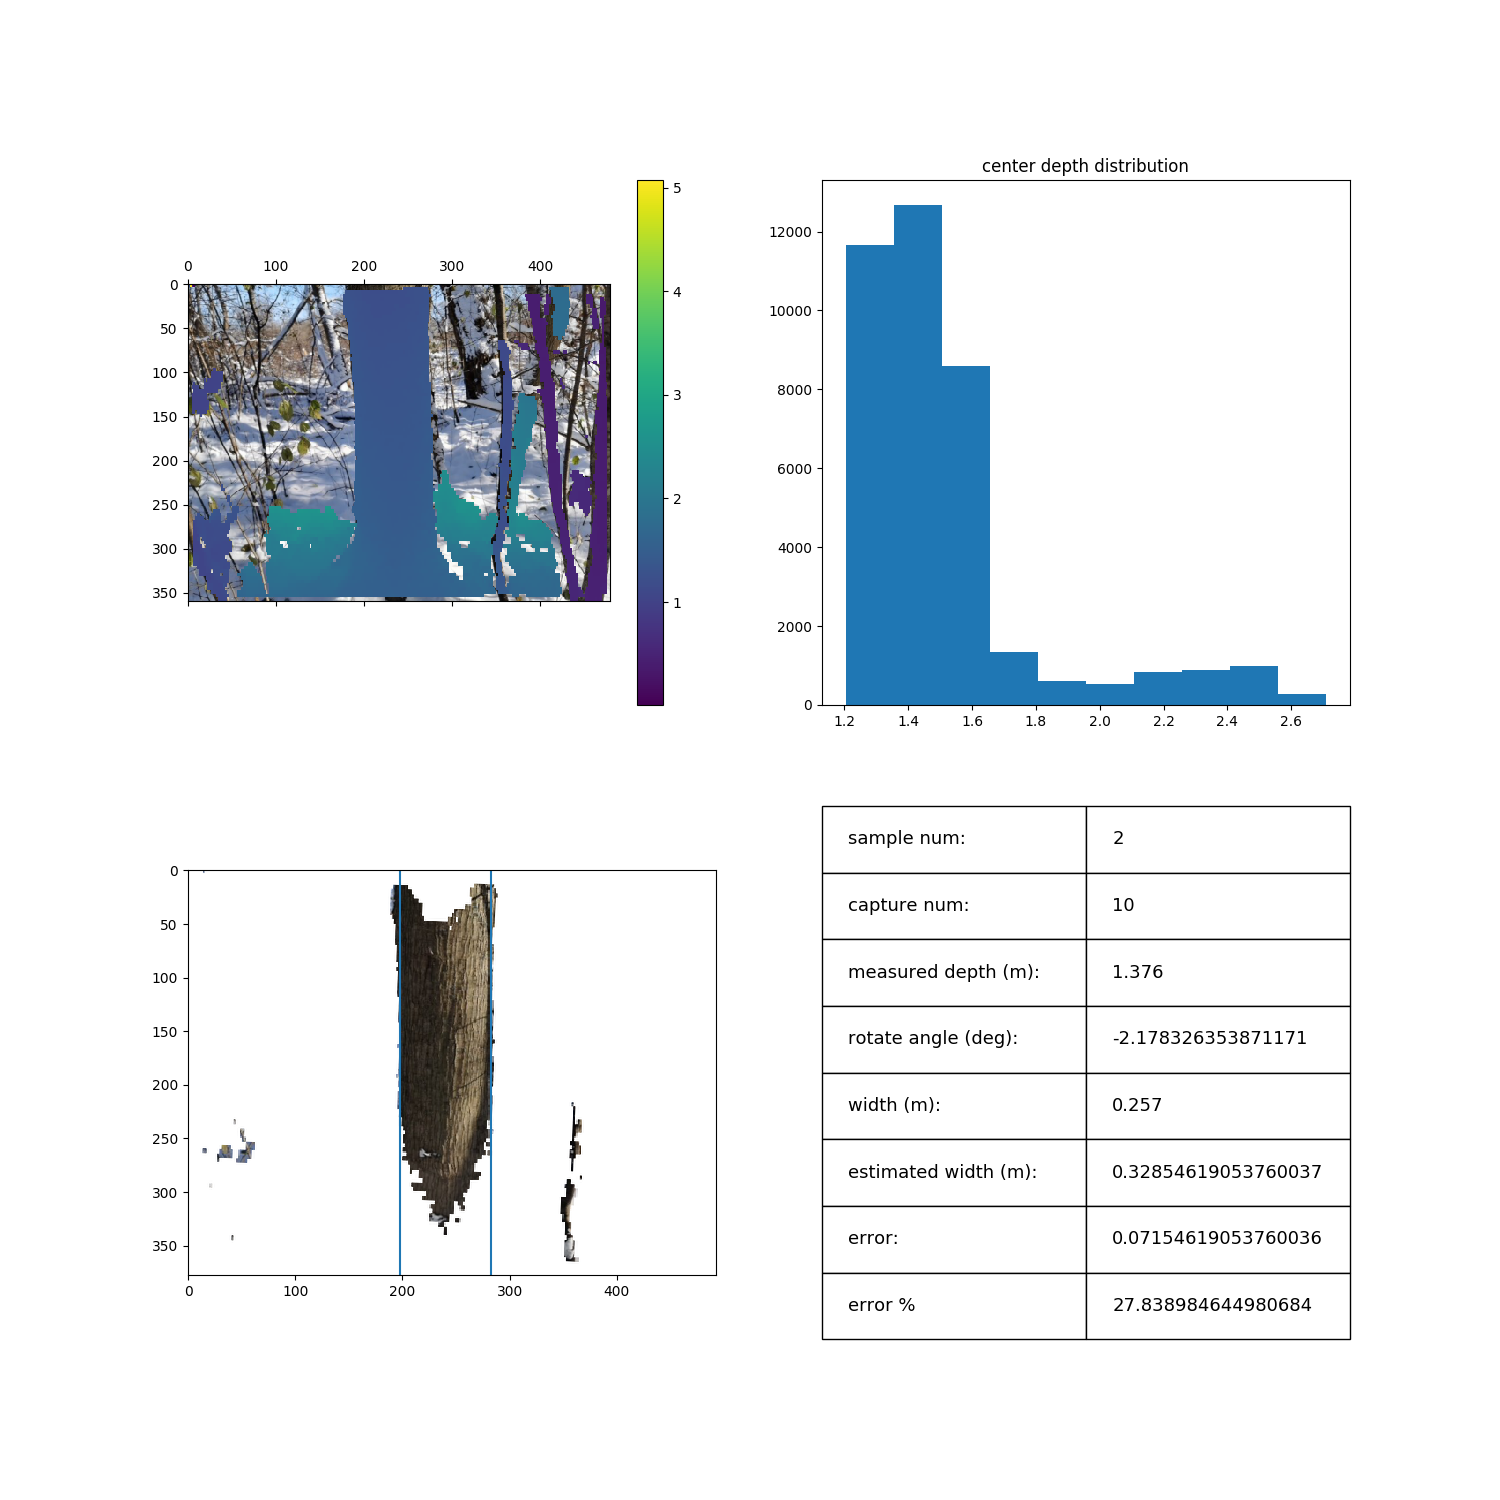 0 100 200 300 400
0
50
100
150
200
250
300
350
5
4
3
2
1
center depth distribution
12000
10000
8000
6000
4000
2000
0
1.2 1.4 1.6 1.8 2.0 2.2 2.4 2.6
0
50
100
150
200
250
300
350
0 100 200 300 400
sample num: 2
capture num: 10
measured depth (m): 1.376
rotate angle (deg): -2.178326353871171
width (m): 0.257
estimated width (m): 0.32854619053760037
error: 0.07154619053760036
error % 27.838984644980684